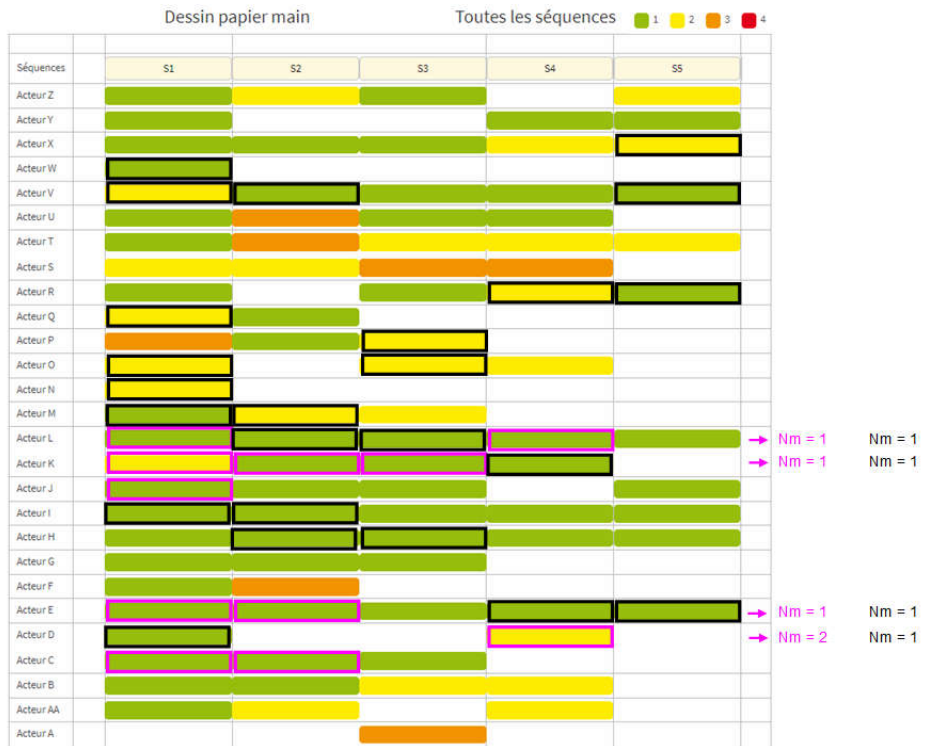 Dessin papier main Toutes les séquences 1 2 3 4
Séquences S1 S2 S3 S4 S5
Acteur Z
Acteur Y
Acteur X
Acteur W
Acteur V
Acteur U
Acteur T
Acteur S
Acteur R
Acteur Q
Acteur P
Acteur O
Acteur N
Acteur M
Acteur L → Nm = 1 Nm = 1
Acteur K → Nm = 1 Nm = 1
Acteur J
Acteur I
Acteur H
Acteur G
Acteur F
Acteur E → Nm = 1 Nm = 1
Acteur D → Nm = 2 Nm = 1
Acteur C
Acteur B
Acteur AA
Acteur A